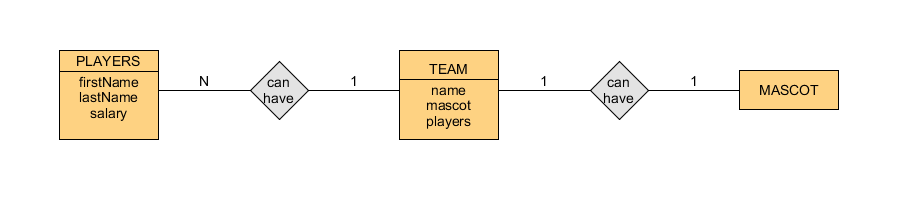 PLAYERS
firstName
lastName
salary
N
can
have
1
TEAM
name
mascot
players
1
can
have
1
MASCOT